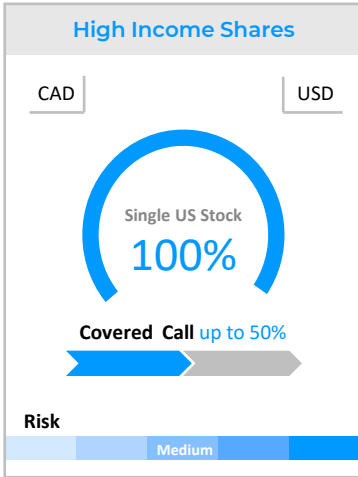 High Income Shares
CAD
USD
Single US Stock
100%
Covered Call up to 50%
Risk
Medium